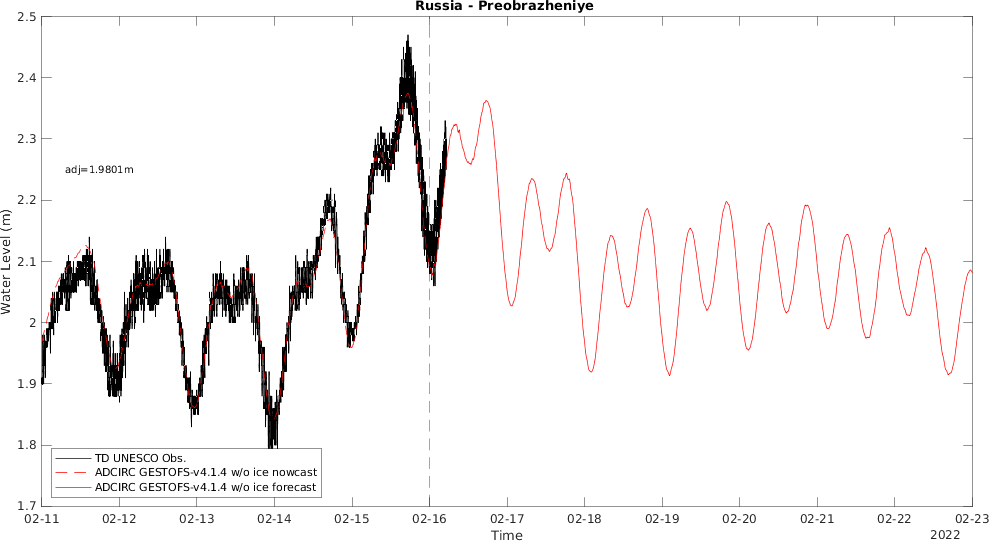 Russia - Preobrazheniye
2.5
2.4
2.3
2.2
2.1
2
1.9
1.8
1.7
Water Level (m)
adj=1.9801m
TD UNESCO Obs.
ADCIRC GESTOFS-v4.1.4 w/o ice nowcast
ADCIRC GESTOFS-v4.1.4 w/o ice forecast
02-11 02-12 02-13 02-14 02-15 02-16 02-17 02-18 02-19 02-20 02-21 02-22 02-23
Time
2022